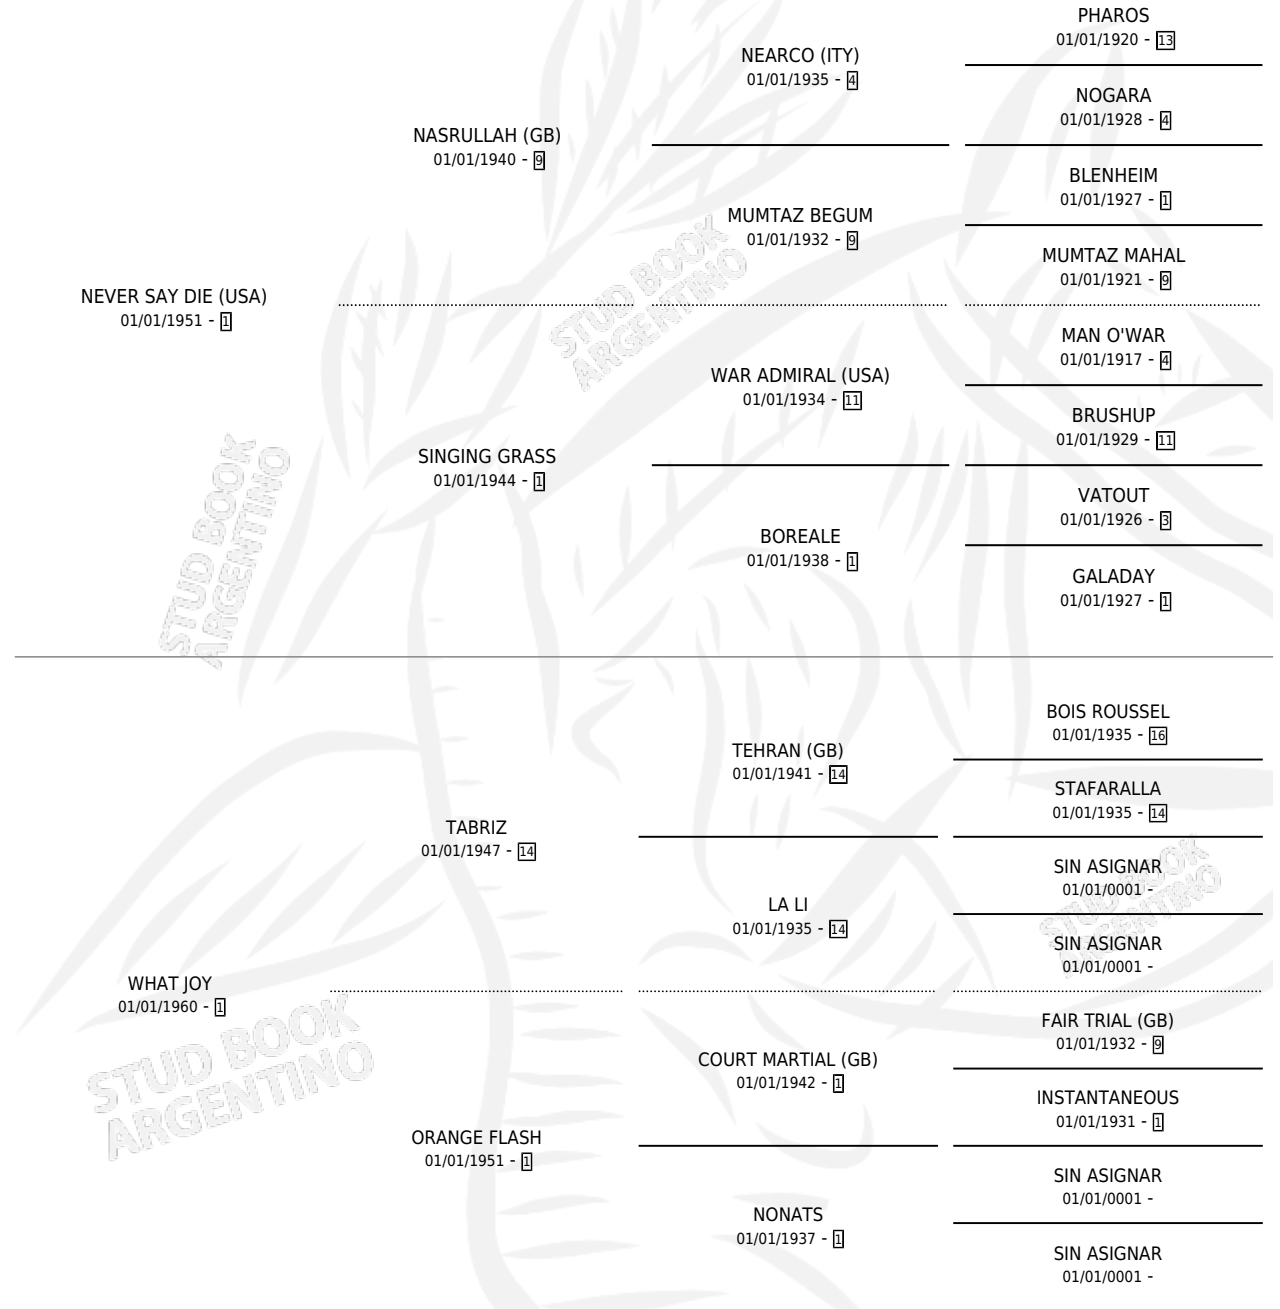 PHAROS
01/01/1920 - 13
NEARCO (ITY)
01/01/1935 - 4
NOGARA
01/01/1928 - 4
NASRULLAH (GB)
01/01/1940 - 9
BLENHEIM
01/01/1927 - 1
MUMTAZ BEGUM
01/01/1932 - 9
MUMTAZ MAHAL
01/01/1921 - 9
NEVER SAY DIE (USA)
01/01/1951 - 1
MAN O'WAR
01/01/1917 - 4
WAR ADMIRAL (USA)
01/01/1934 - 11
BRUSHUP
01/01/1929 - 11
SINGING GRASS
01/01/1944 - 1
VATOUT
01/01/1926 - 3
BOREALE
01/01/1938 - 1
GALADAY
01/01/1927 - 1
BOIS ROUSSEL
01/01/1935 - 16
TEHRAN (GB)
01/01/1941 - 14
STAFARALLA
01/01/1935 - 14
TABRIZ
01/01/1947 - 14
SIN ASIGNAR
01/01/0001 -
LA LI
01/01/1935 - 14
SIN ASIGNAR
01/01/0001 -
WHAT JOY
01/01/1960 - 1
FAIR TRIAL (GB)
01/01/1932 - 9
COURT MARTIAL (GB)
01/01/1942 - 1
INSTANTANEOUS
01/01/1931 - 1
ORANGE FLASH
01/01/1951 - 1
SIN ASIGNAR
01/01/0001 -
NONATS
01/01/1937 - 1
SIN ASIGNAR
01/01/0001 -
STUD BOOK
ARGENTINO
STUD BOOK
ARGENTINO
STUD BOOK
ARGENTINO
STUD BOOK
ARGENTINO